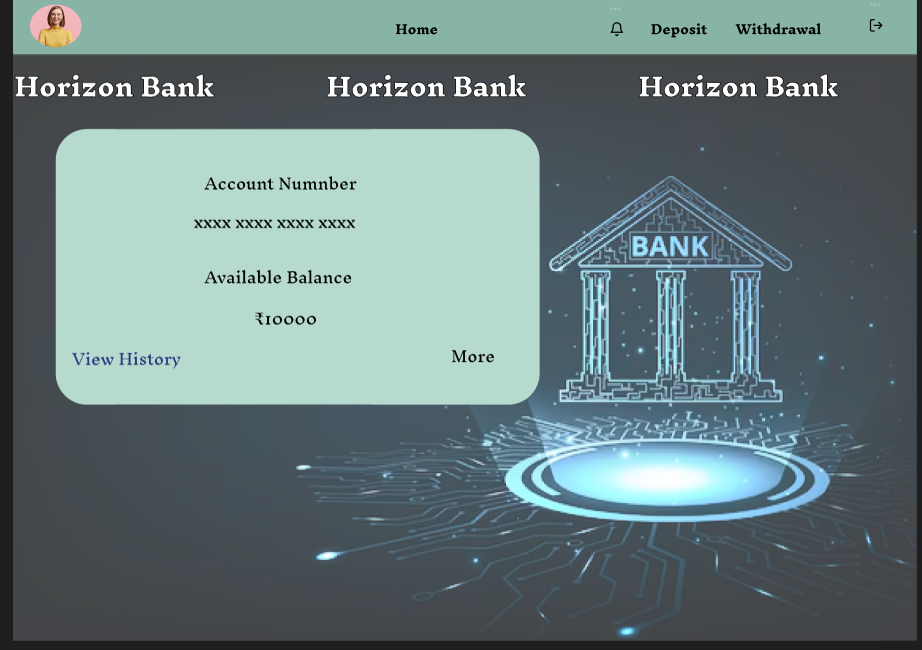 Home Deposit Withdrawal
Horizon Bank Horizon Bank Horizon Bank
Account Numnber
xxxx xxxx xxxx xxxx
Available Balance
₹10000
View History More
BANK